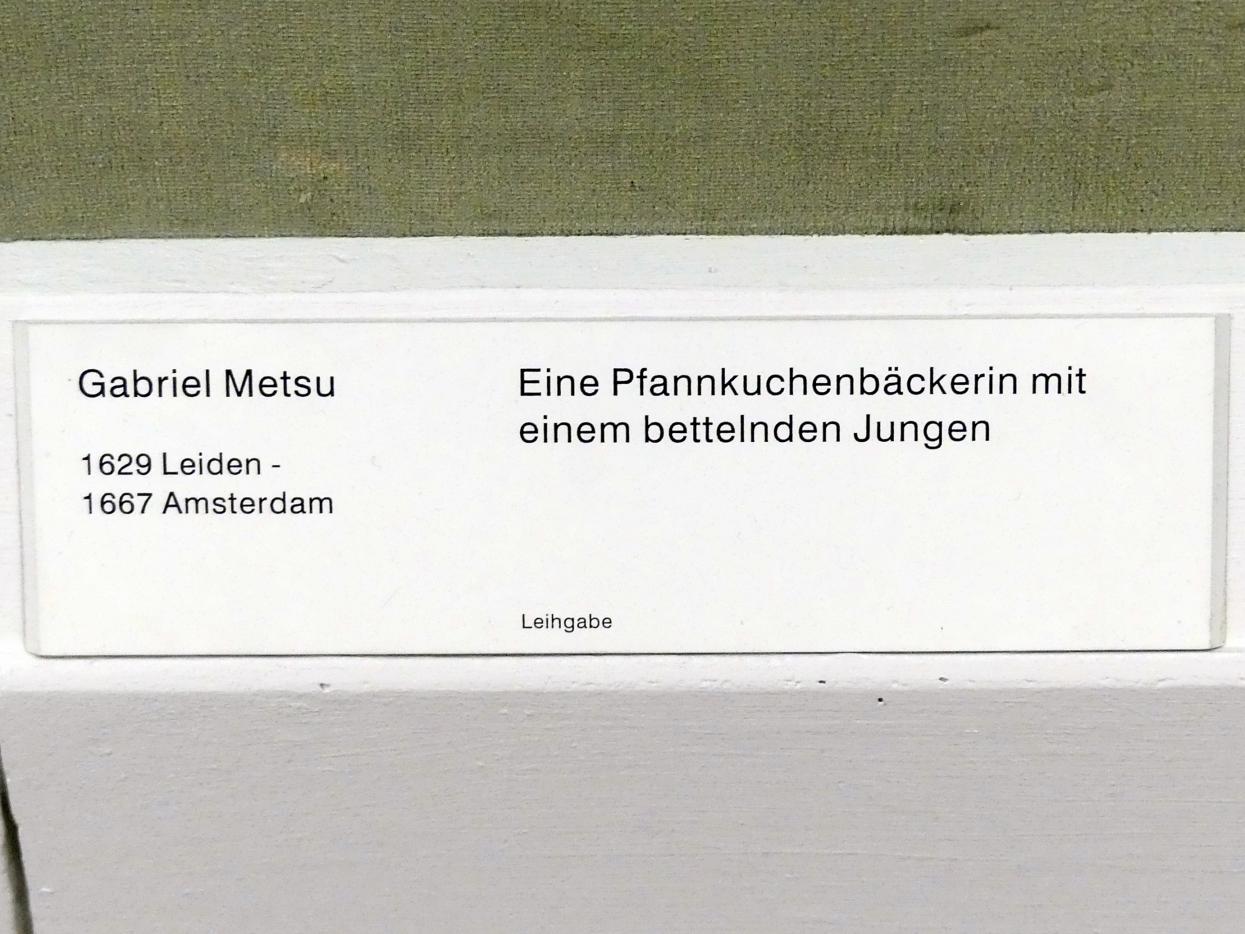 Gabriel Metsu
1629 Leiden -
1667 Amsterdam
Eine Pfannkuchenbäckerin mit
einem bettelnden Jungen
Leihgabe